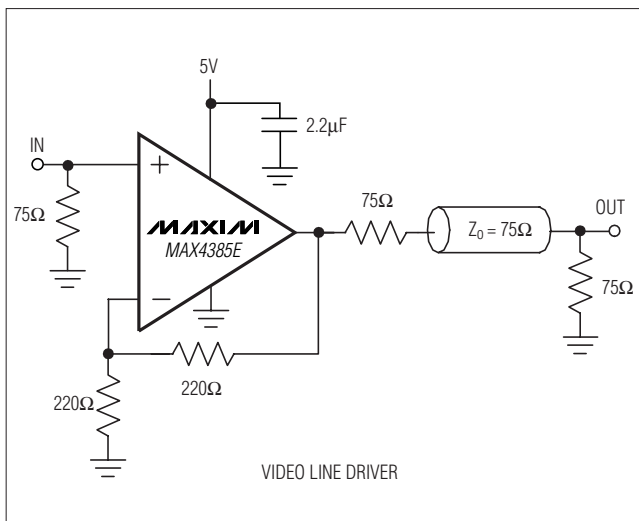 5V
2.2μF
IN
+
75Ω
MAXIM
MAX4385E
−
75Ω
Z0 = 75Ω
OUT
75Ω
220Ω
220Ω
VIDEO LINE DRIVER